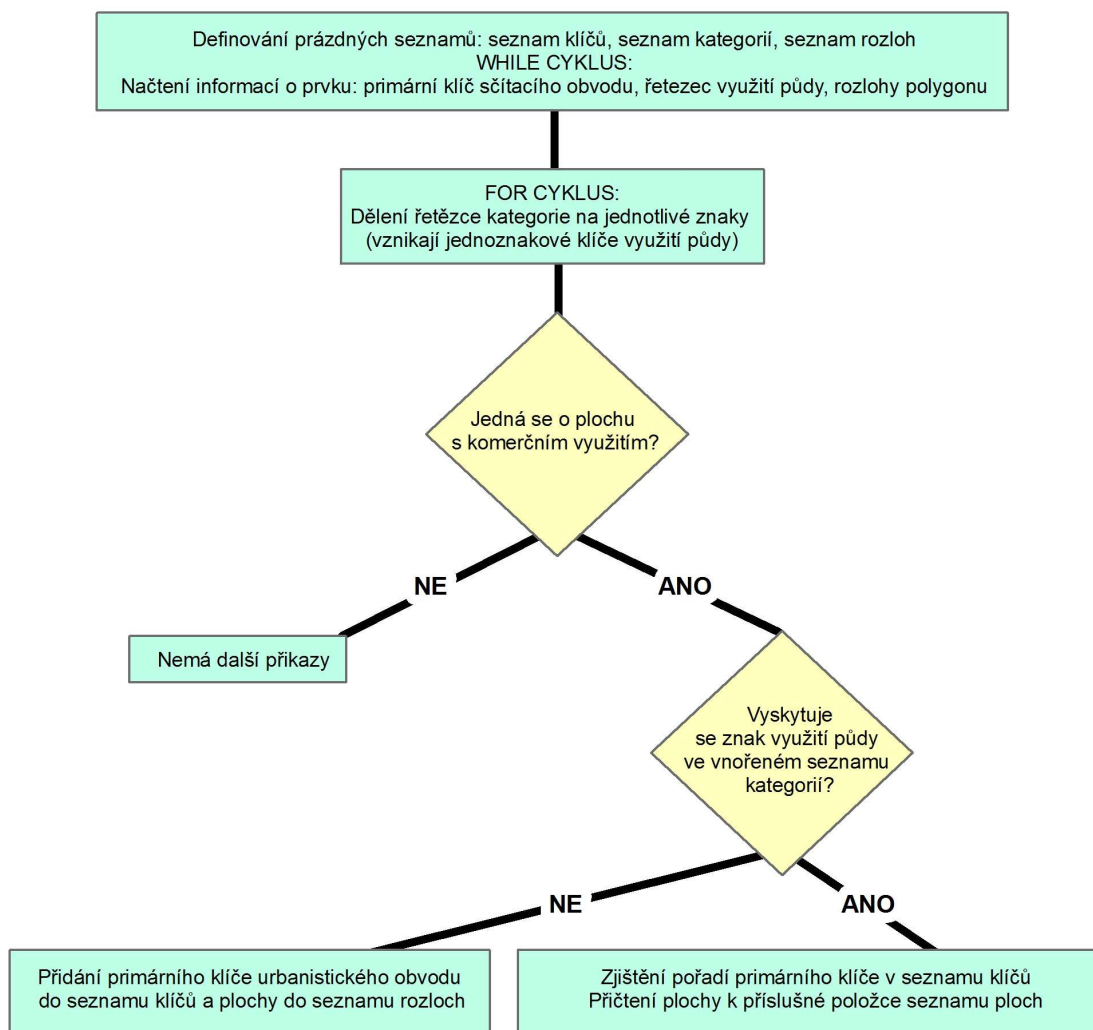 Definování prázdných seznamů: seznam klíčů, seznam kategorií, seznam rozloh
WHILE CYKLUS:
Načtení informací o prvku: primární klíč sčítacího obvodu, řetezec využití půdy, rozlohy polygonu
FOR CYKLUS:
Dělení řetězce kategorie na jednotlivé znaky
(vznikají jednoznakové klíče využití půdy)
Jedná se o plochu
s komerčním využitím?
NE
ANO
Nemá další přikazy
Vyskytuje
se znak využití půdy
ve vnořeném seznamu
kategorií?
NE
ANO
Přidání primárního klíče urbanistického obvodu
do seznamu klíčů a plochy do seznamu rozloch
Zjištění pořadí primárního klíče v seznamu klíčů
Přičtení plochy k příslušné položce seznamu ploch